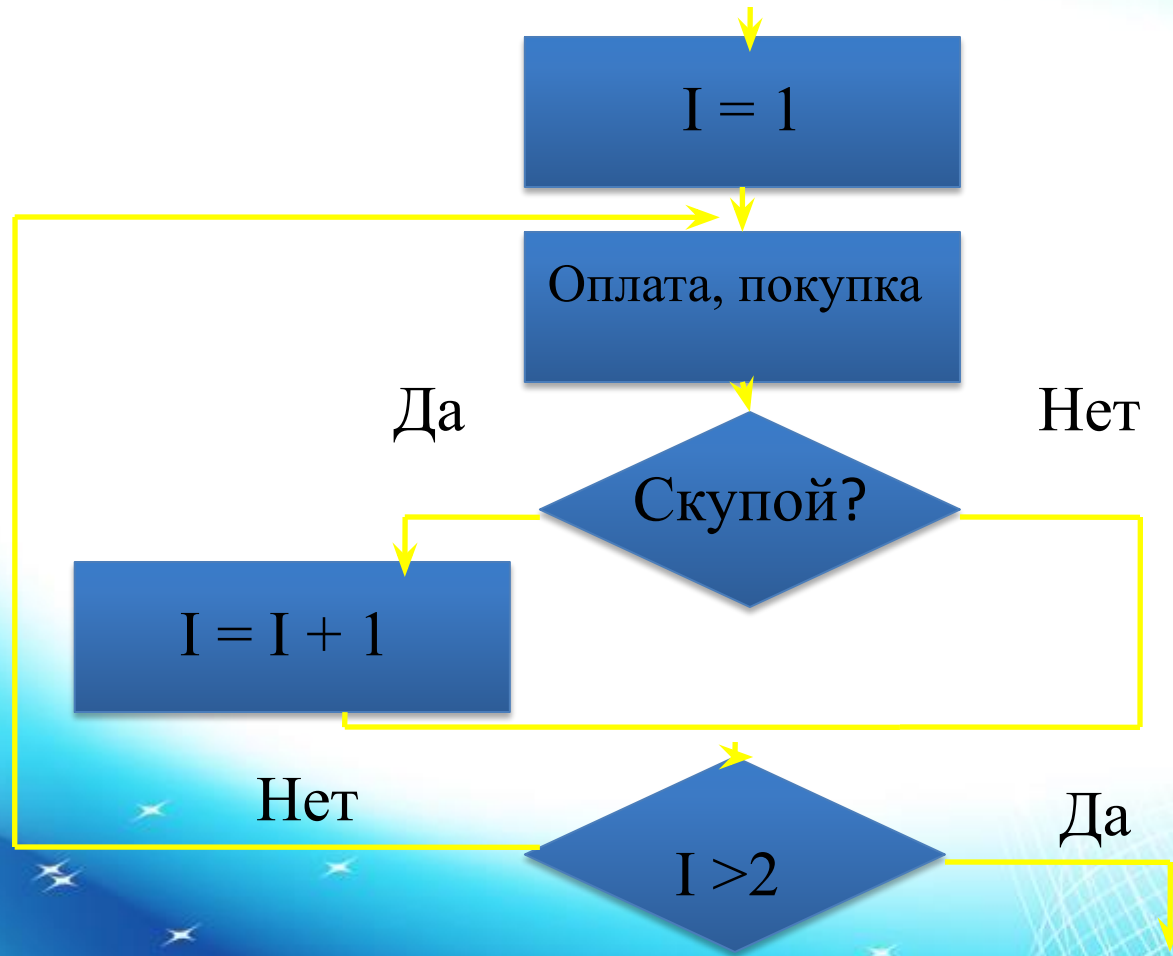 I = 1
Оплата, покупка
Да
Нет
Скупой?
I = I + 1
Нет
Да
I >2